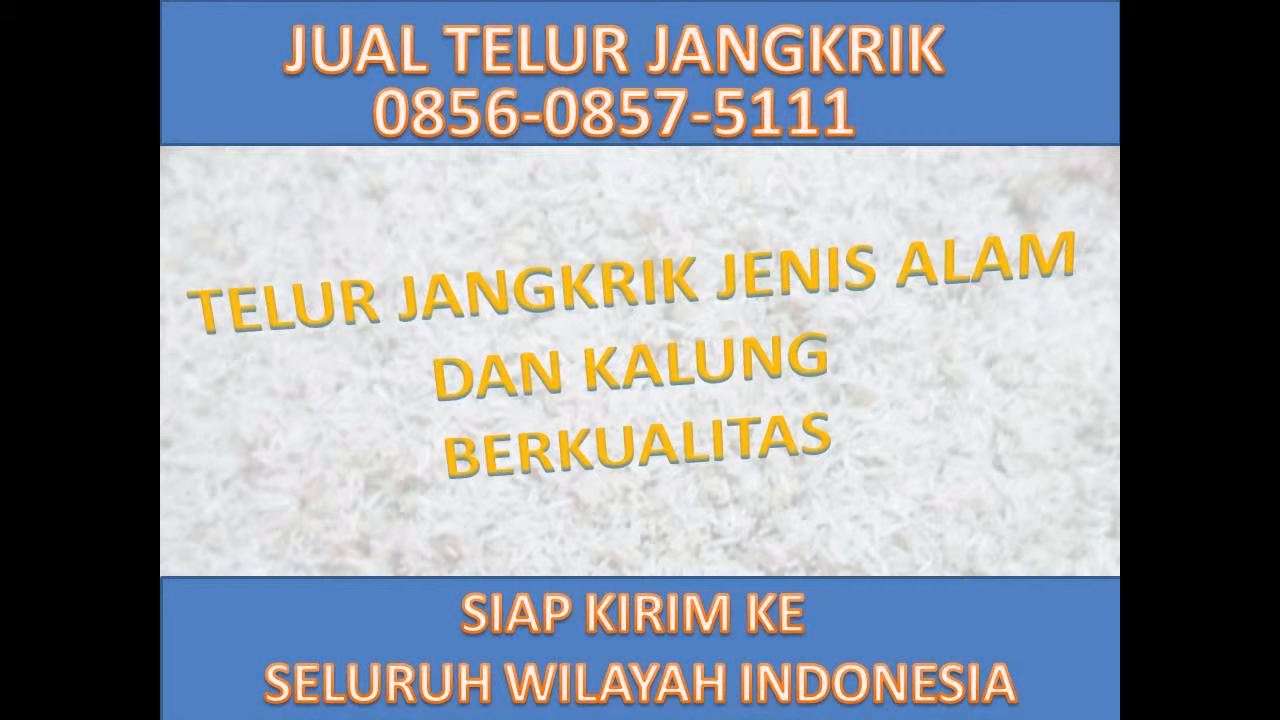 JUAL TELUR JANGKRIK
0856-0857-5111
TELUR JANGKRIK JENIS ALAM
DAN KALUNG
BERKUALITAS
SIAP KIRIM KE
SELURUH WILAYAH INDONESIA